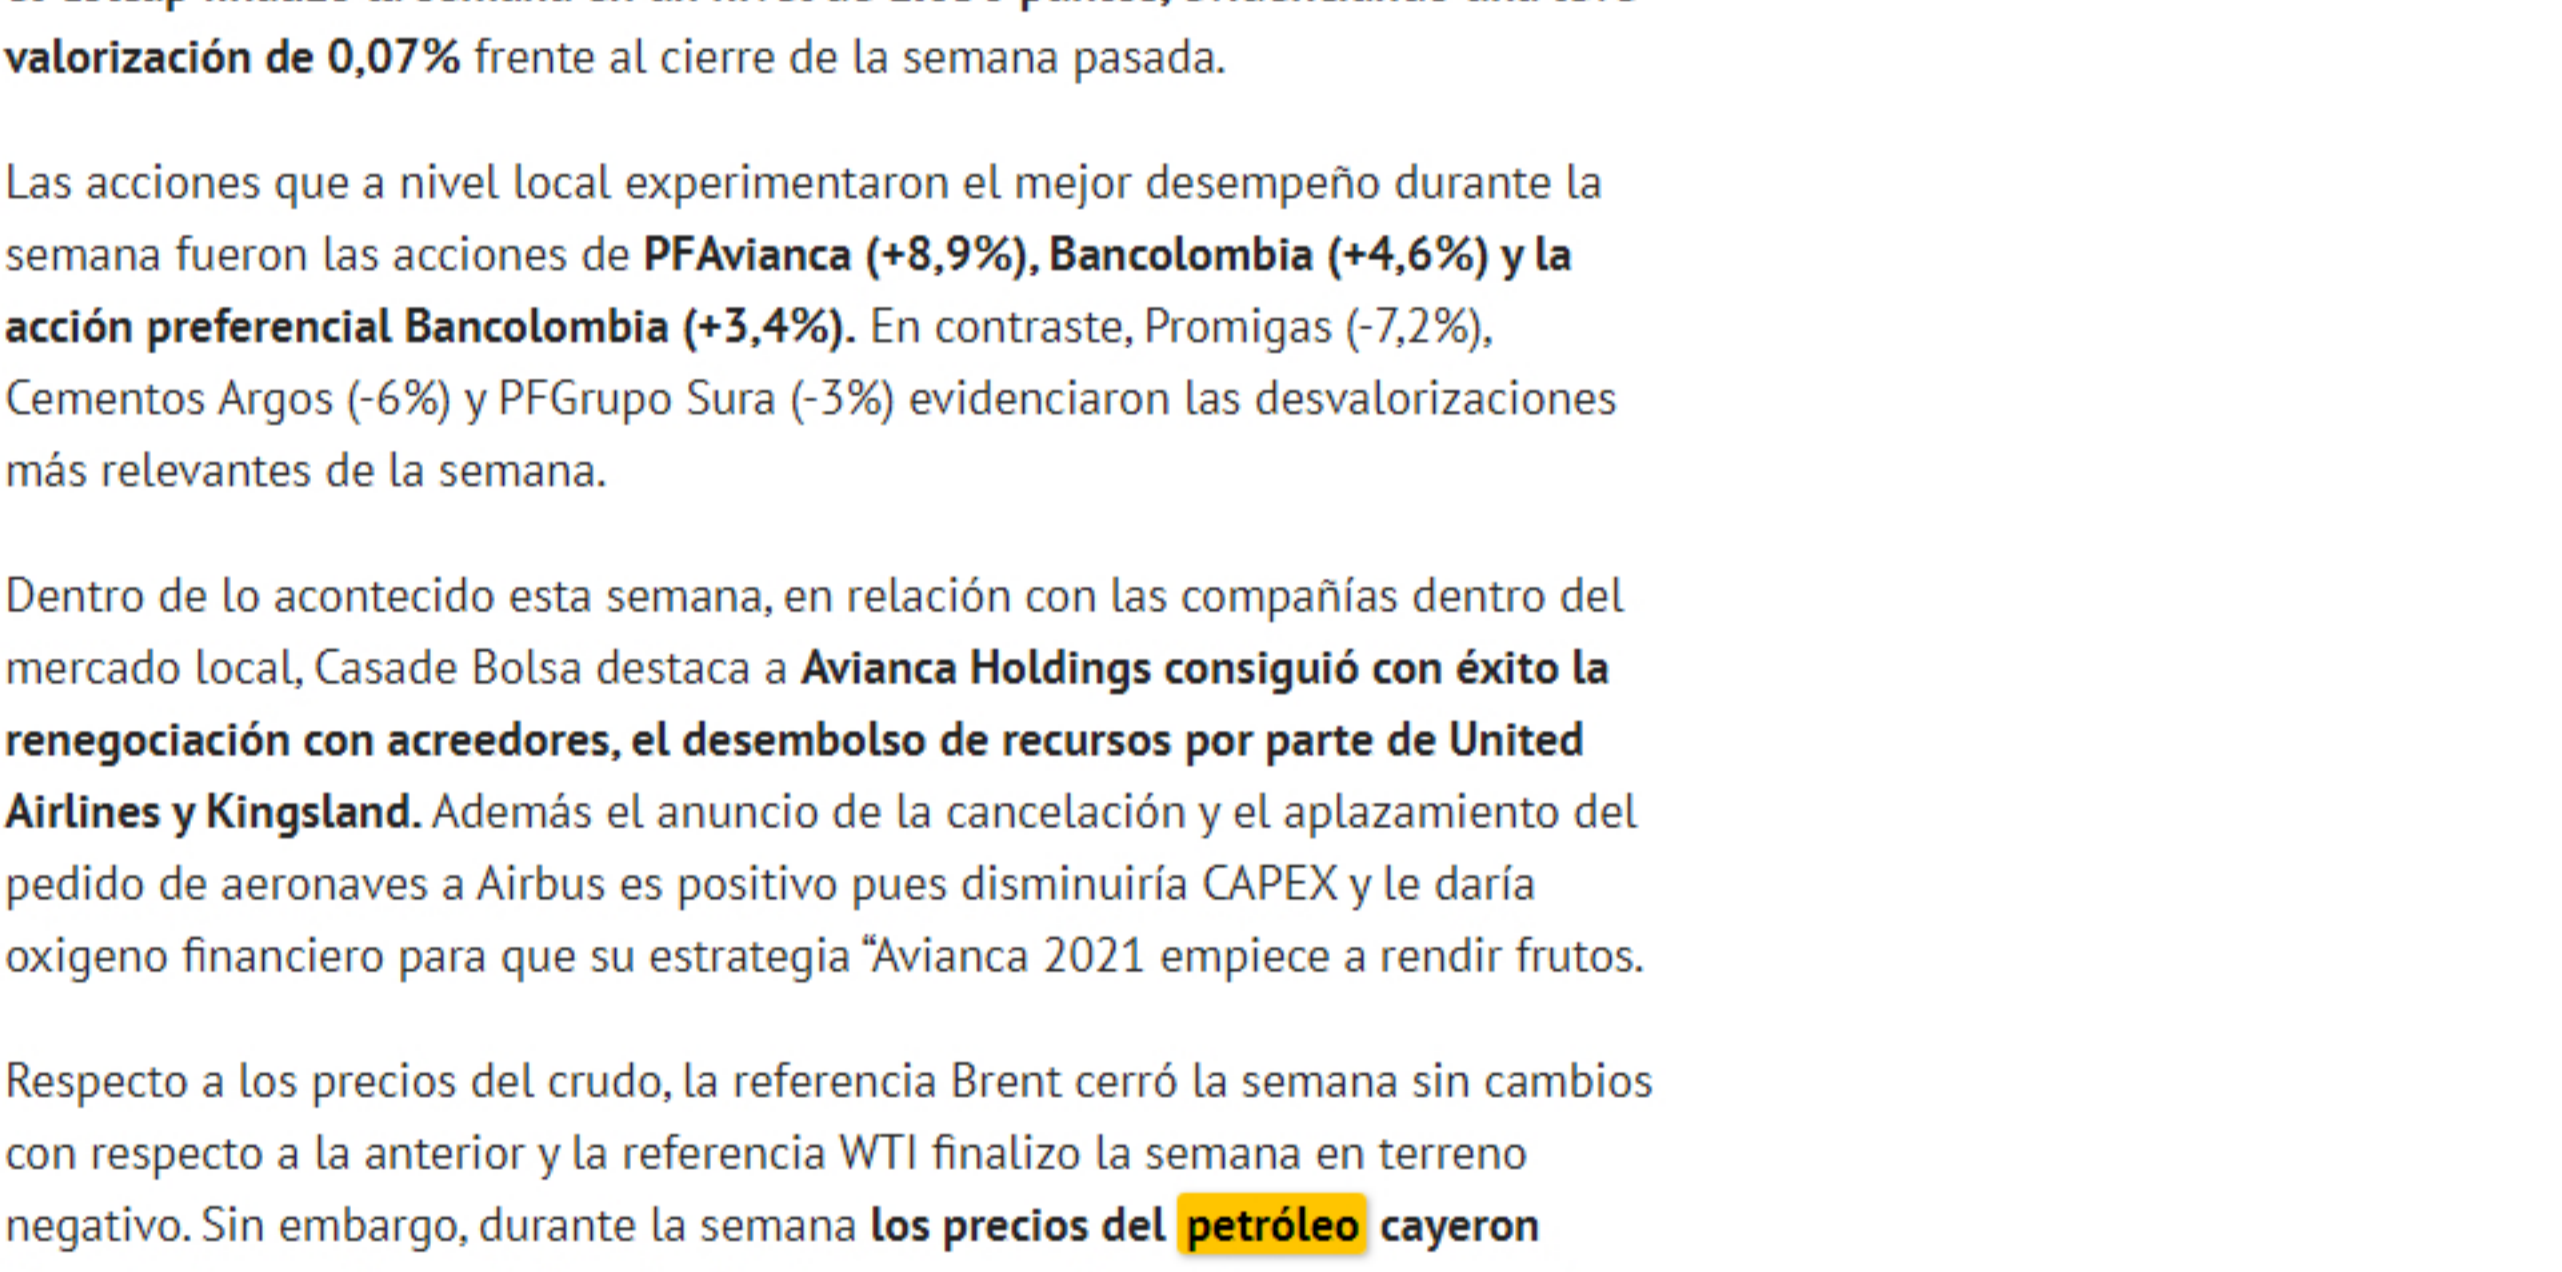 valorización de 0,07% frente al cierre de la semana pasada.
Las acciones que a nivel local experimentaron el mejor desempeño durante la
semana fueron las acciones de PFAvianca (+8,9%), Bancolombia (+4,6%) y la
acción preferencial Bancolombia (+3,4%). En contraste, Promigas (-7,2%),
Cementos Argos (-6%) y PFGrupo Sura (-3%) evidenciaron las desvalorizaciones
más relevantes de la semana.
Dentro de lo acontecido esta semana, en relación con las compañías dentro del
mercado local, Casade Bolsa destaca a Avianca Holdings consiguió con éxito la
renegociación con acreedores, el desembolso de recursos por parte de United
Airlines y Kingsland. Además el anuncio de la cancelación y el aplazamiento del
pedido de aeronaves a Airbus es positivo pues disminuiría CAPEX y le daría
oxigeno financiero para que su estrategia “Avianca 2021 empiece a rendir frutos.
Respecto a los precios del crudo, la referencia Brent cerró la semana sin cambios
con respecto a la anterior y la referencia WTI finalizo la semana en terreno
negativo. Sin embargo, durante la semana los precios del petróleo cayeron